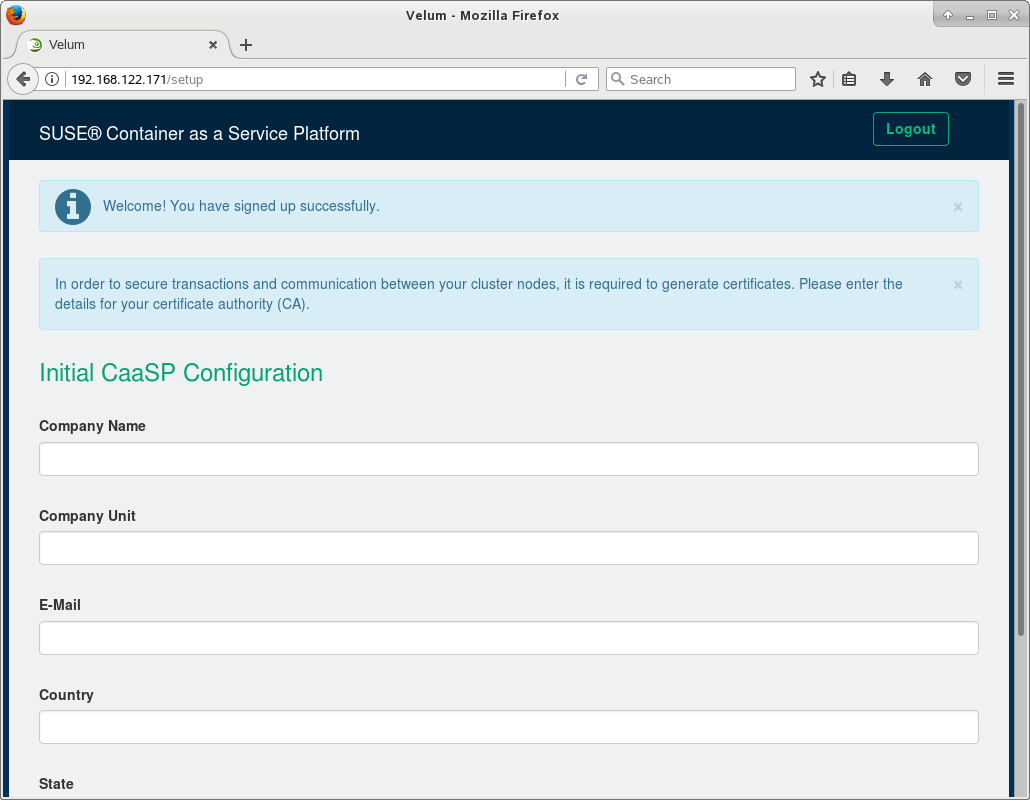 Velum - Mozilla Firefox
Velum
192.168.122.171/setup
Search
SUSE® Container as a Service Platform
Logout
Welcome! You have signed up successfully.
In order to secure transactions and communication between your cluster nodes, it is required to generate certificates. Please enter the
details for your certificate authority (CA).
Initial CaaSP Configuration
Company Name
Company Unit
E-Mail
Country
State